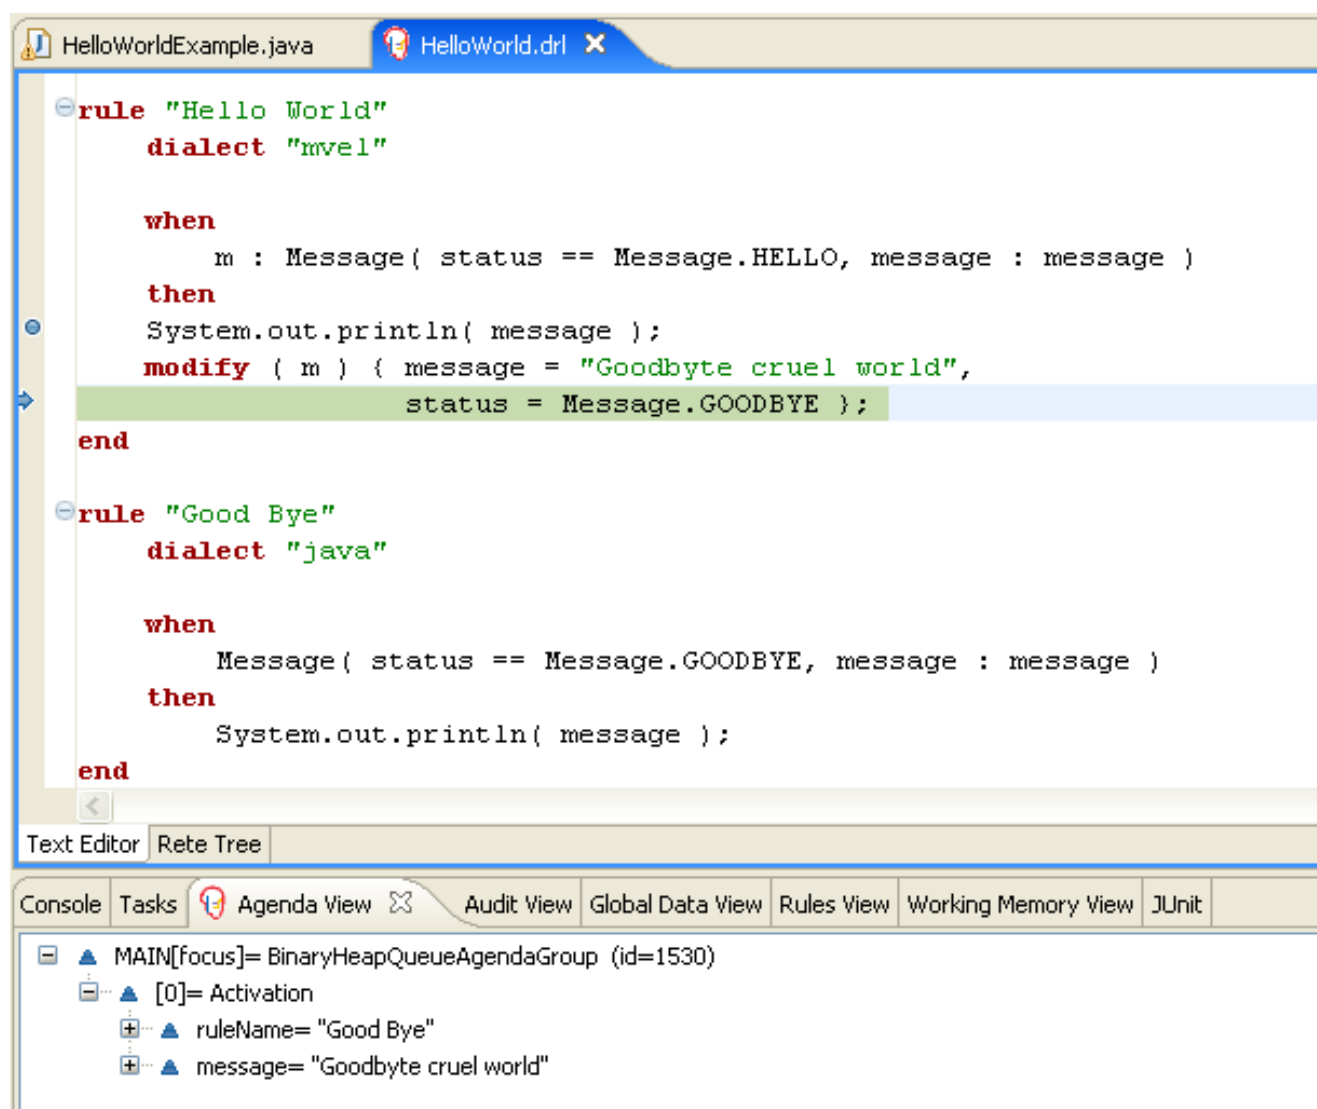 HelloWorldExample.java HelloWorld.drl
rule "Hello World"
dialect "mvel"
when
m : Message( status == Message.HELLO, message : message )
then
System.out.println( message );
modify ( m ) { message = "Goodbyte cruel world",
status = Message.GOODBYE };
end
rule "Good Bye"
dialect "java"
when
Message( status == Message.GOODBYE, message : message )
then
System.out.println( message );
end
Text Editor Rete Tree
Console Tasks Agenda View Audit View Global Data View Rules View Working Memory View JUnit
MAIN[focus]= BinaryHeapQueueAgendaGroup (id=1530)
[0]= Activation
ruleName= "Good Bye"
message= "Goodbyte cruel world"